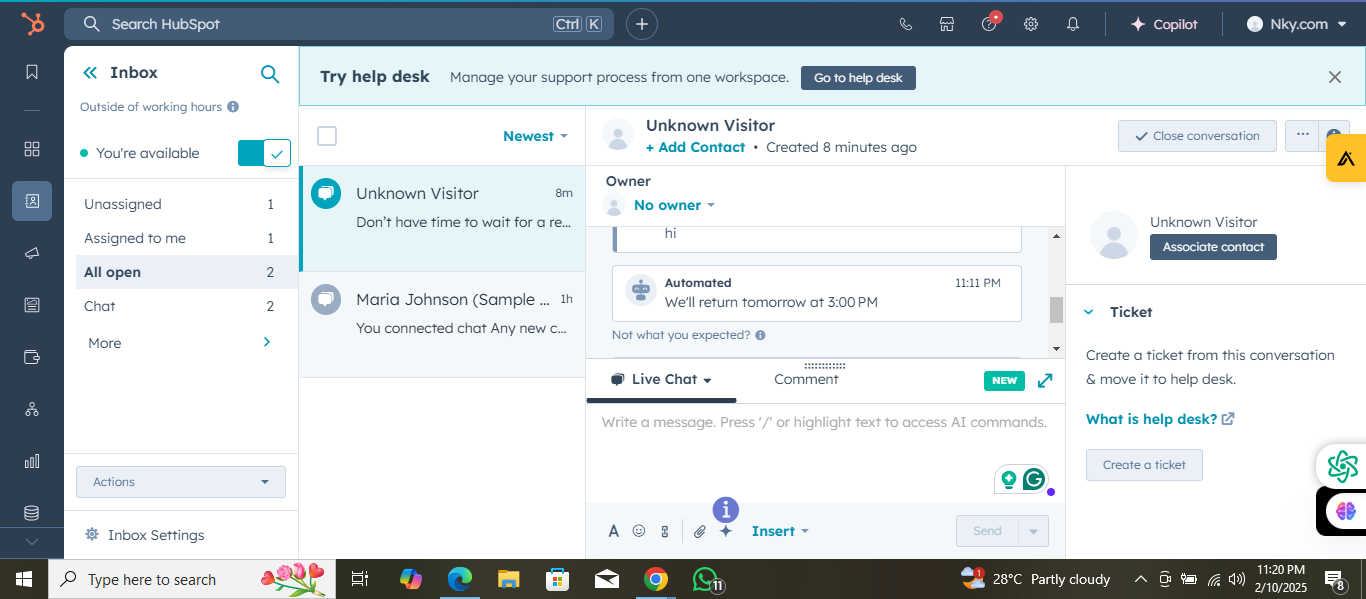 Search HubSpot Ctrl K + Copilot Nky.com
Inbox
Outside of working hours
You're available
Unassigned 1
Assigned to me 1
All open 2
Chat 2
More
Actions
Inbox Settings
Try help desk Manage your support process from one workspace. Go to help desk
Newest
Unknown Visitor 8m
Don't have time to wait for a re...
Maria Johnson (Sample ... 1h
You connected chat Any new c...
Unknown Visitor
+ Add Contact • Created 8 minutes ago
Close conversation
Owner
No owner
hi
Automated 11:11 PM
We'll return tomorrow at 3:00 PM
Not what you expected?
Live Chat Comment NEW
Write a message. Press '/' or highlight text to access AI commands.
Insert Send
Unknown Visitor
Associate contact
Ticket
Create a ticket from this conversation
& move it to help desk.
What is help desk?
Create a ticket
Type here to search
11
1
28°C Partly cloudy
11:20 PM
2/10/2025
8